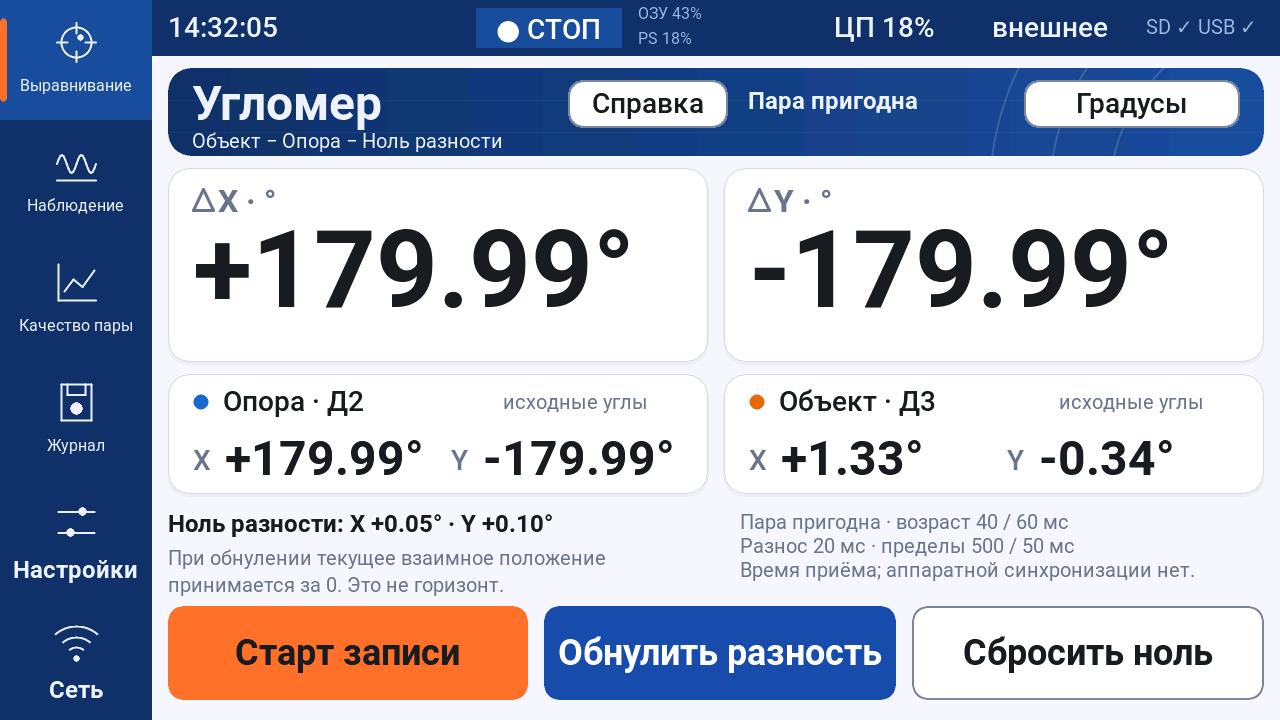 14:32:05
СТОП
ОЗУ 43%
PS 18%
ЦП 18%
внешнее
SD ✓ USB ✓
Выравнивание
Наблюдение
Качество пары
Журнал
Настройки
Сеть
Угломер
Объект – Опора – Ноль разности
Справка
Пара пригодна
Градусы
△X · °
+179.99°
△Y · °
-179.99°
Опора · Д2
исходные углы
X +179.99° Y -179.99°
Объект · Д3
исходные углы
X +1.33° Y -0.34°
Ноль разности: X +0.05° · Y +0.10°
При обнулении текущее взаимное положение
принимается за 0. Это не горизонт.
Пара пригодна · возраст 40 / 60 мс
Разнос 20 мс · пределы 500 / 50 мс
Время приёма; аппаратной синхронизации нет.
Старт записи
Обнулить разность
Сбросить ноль